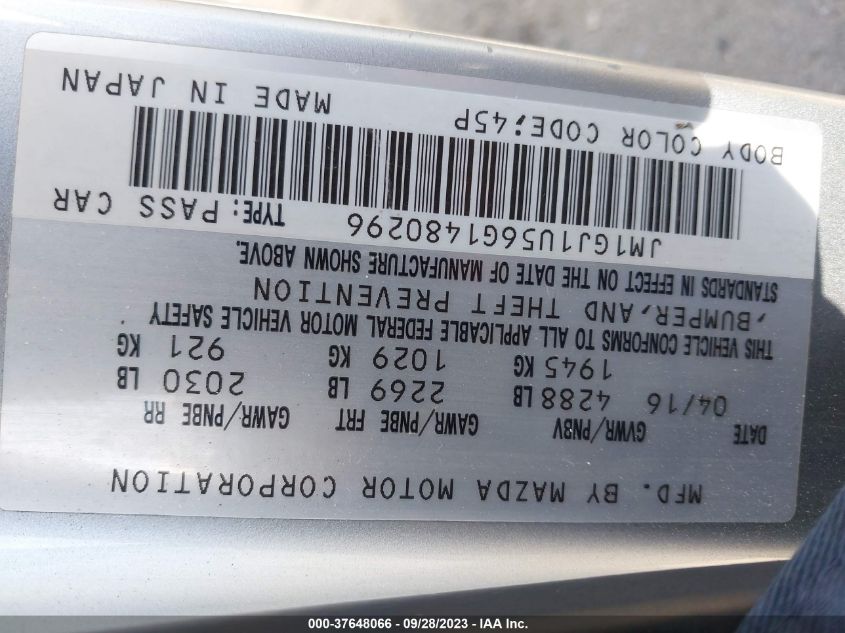 MFD. BY MAZDA MOTOR CORPORATION
DATE GVWR/PNBV GAWR/PNBE FRT GAWR/PNBE RR
04/16 4288 LB 2269 LB 2030 LB
1945 KG 1029 KG 921 KG
THIS VEHICLE CONFORMS TO ALL APPLICABLE FEDERAL MOTOR VEHICLE SAFETY
,BUMPER,AND THEFT PREVENTION
STANDARDS IN EFFECT ON THE DATE OF MANUFACTURE SHOWN ABOVE.
JM1GJ1U56G1480296 TYPE: PASS CAR
BODY COLOR CODE:45P MADE IN JAPAN
000-37648066 - 09/28/2023 - IAA Inc.